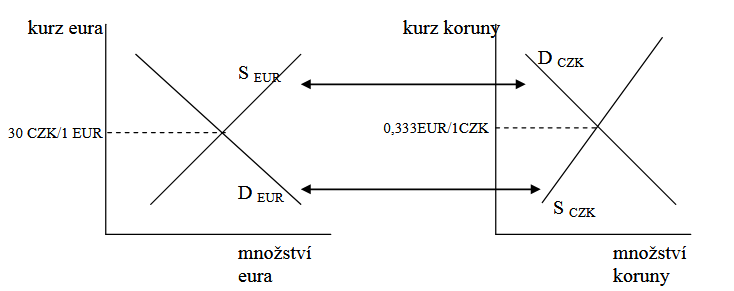 kurz eura
S EUR
30 CZK/1 EUR
D EUR
množství
eura
kurz koruny
D CZK
0,333EUR/1CZK
S CZK
množství
koruny